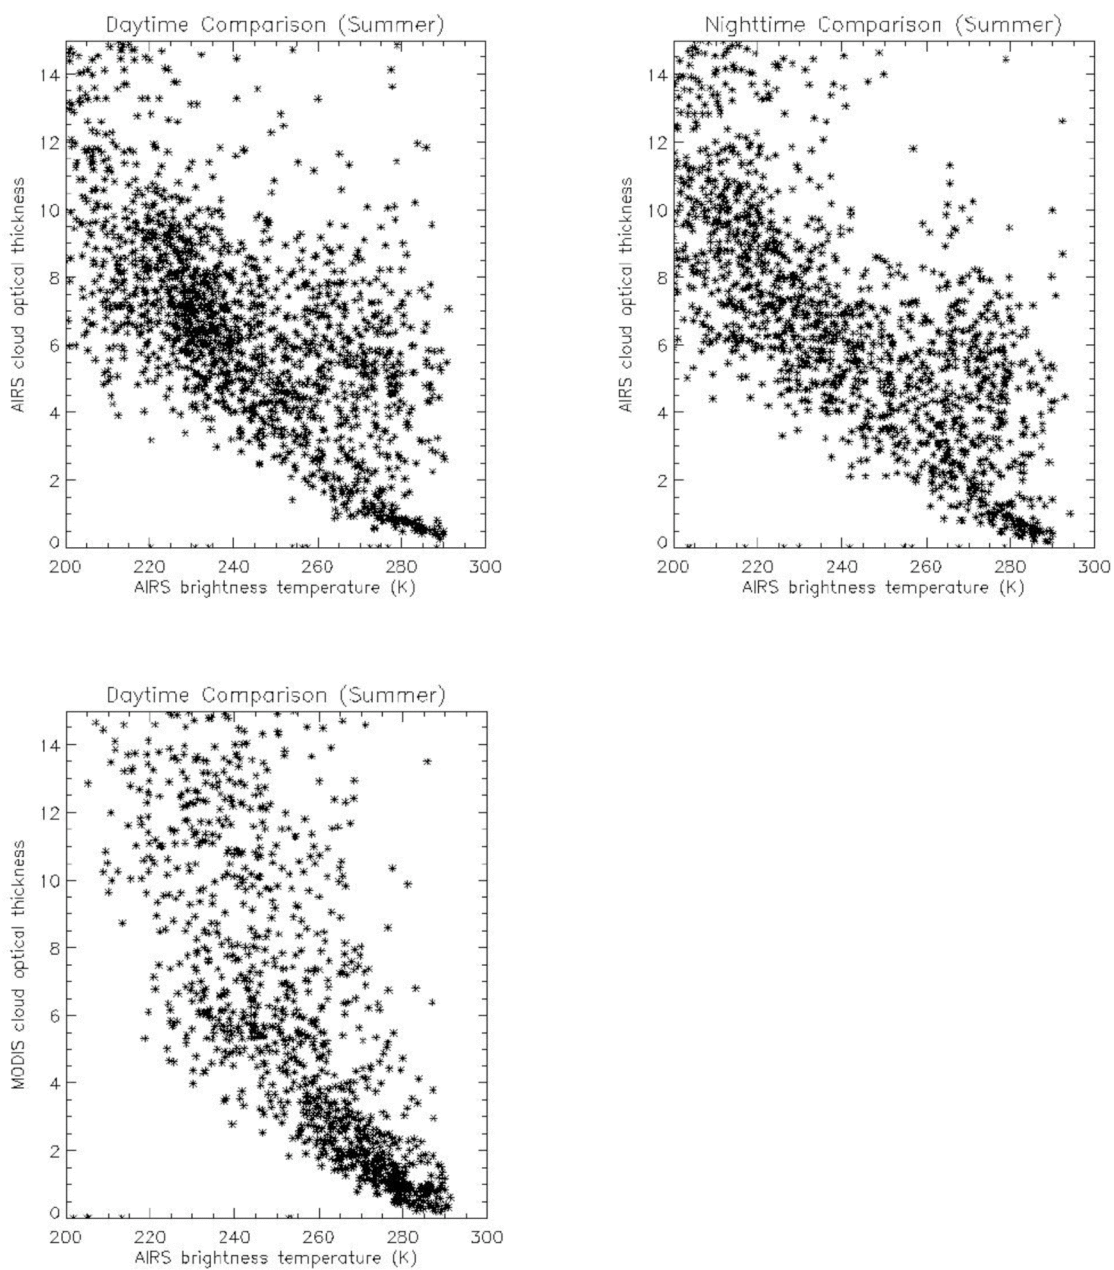 Daytime Comparison (Summer)
14
12
10
8
6
4
2
0
AIRS cloud optical thickness
200 220 240 260 280 300
AIRS brightness temperature (K)
Nighttime Comparison (Summer)
14
12
10
8
6
4
2
0
AIRS cloud optical thickness
200 220 240 260 280 300
AIRS brightness temperature (K)
Daytime Comparison (Summer)
14
12
10
8
6
4
2
0
MODIS cloud optical thickness
200 220 240 260 280 300
AIRS brightness temperature (K)